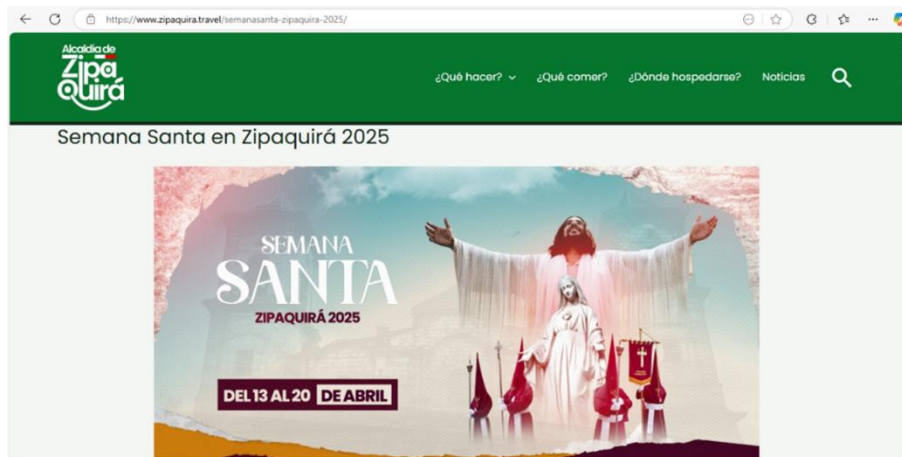 https://www.zipaquira.travel/semanasanta-zipaquira-2025/
Alcaldía de
Zipa
Quirá
¿Qué hacer? ¿Qué comer? ¿Dónde hospedarse? Noticias
Semana Santa en Zipaquirá 2025
SEMANA
SANTA
ZIPAQUIRÁ 2025
DEL 13 AL 20 DE ABRIL